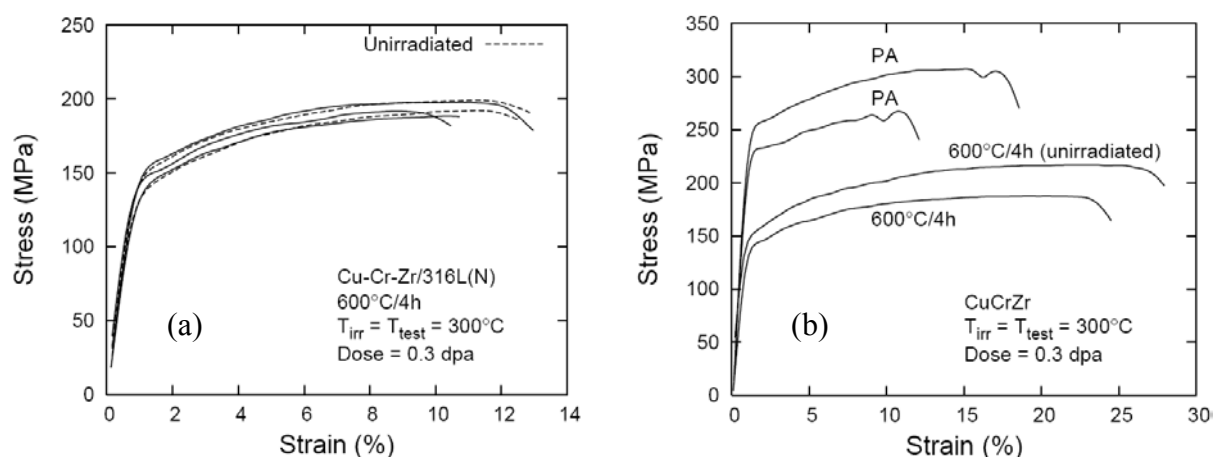 250
200
150
100
50
0
Stress (MPa)
Unirradiated
Cu-Cr-Zr/316L(N)
600°C/4h
T_irr = T_test = 300°C
Dose = 0.3 dpa
(a)
0 2 4 6 8 10 12 14
Strain (%)
350
300
250
200
150
100
50
0
Stress (MPa)
PA
PA
600°C/4h (unirradiated)
600°C/4h
CuCrZr
T_irr = T_test = 300°C
Dose = 0.3 dpa
(b)
0 5 10 15 20 25 30
Strain (%)